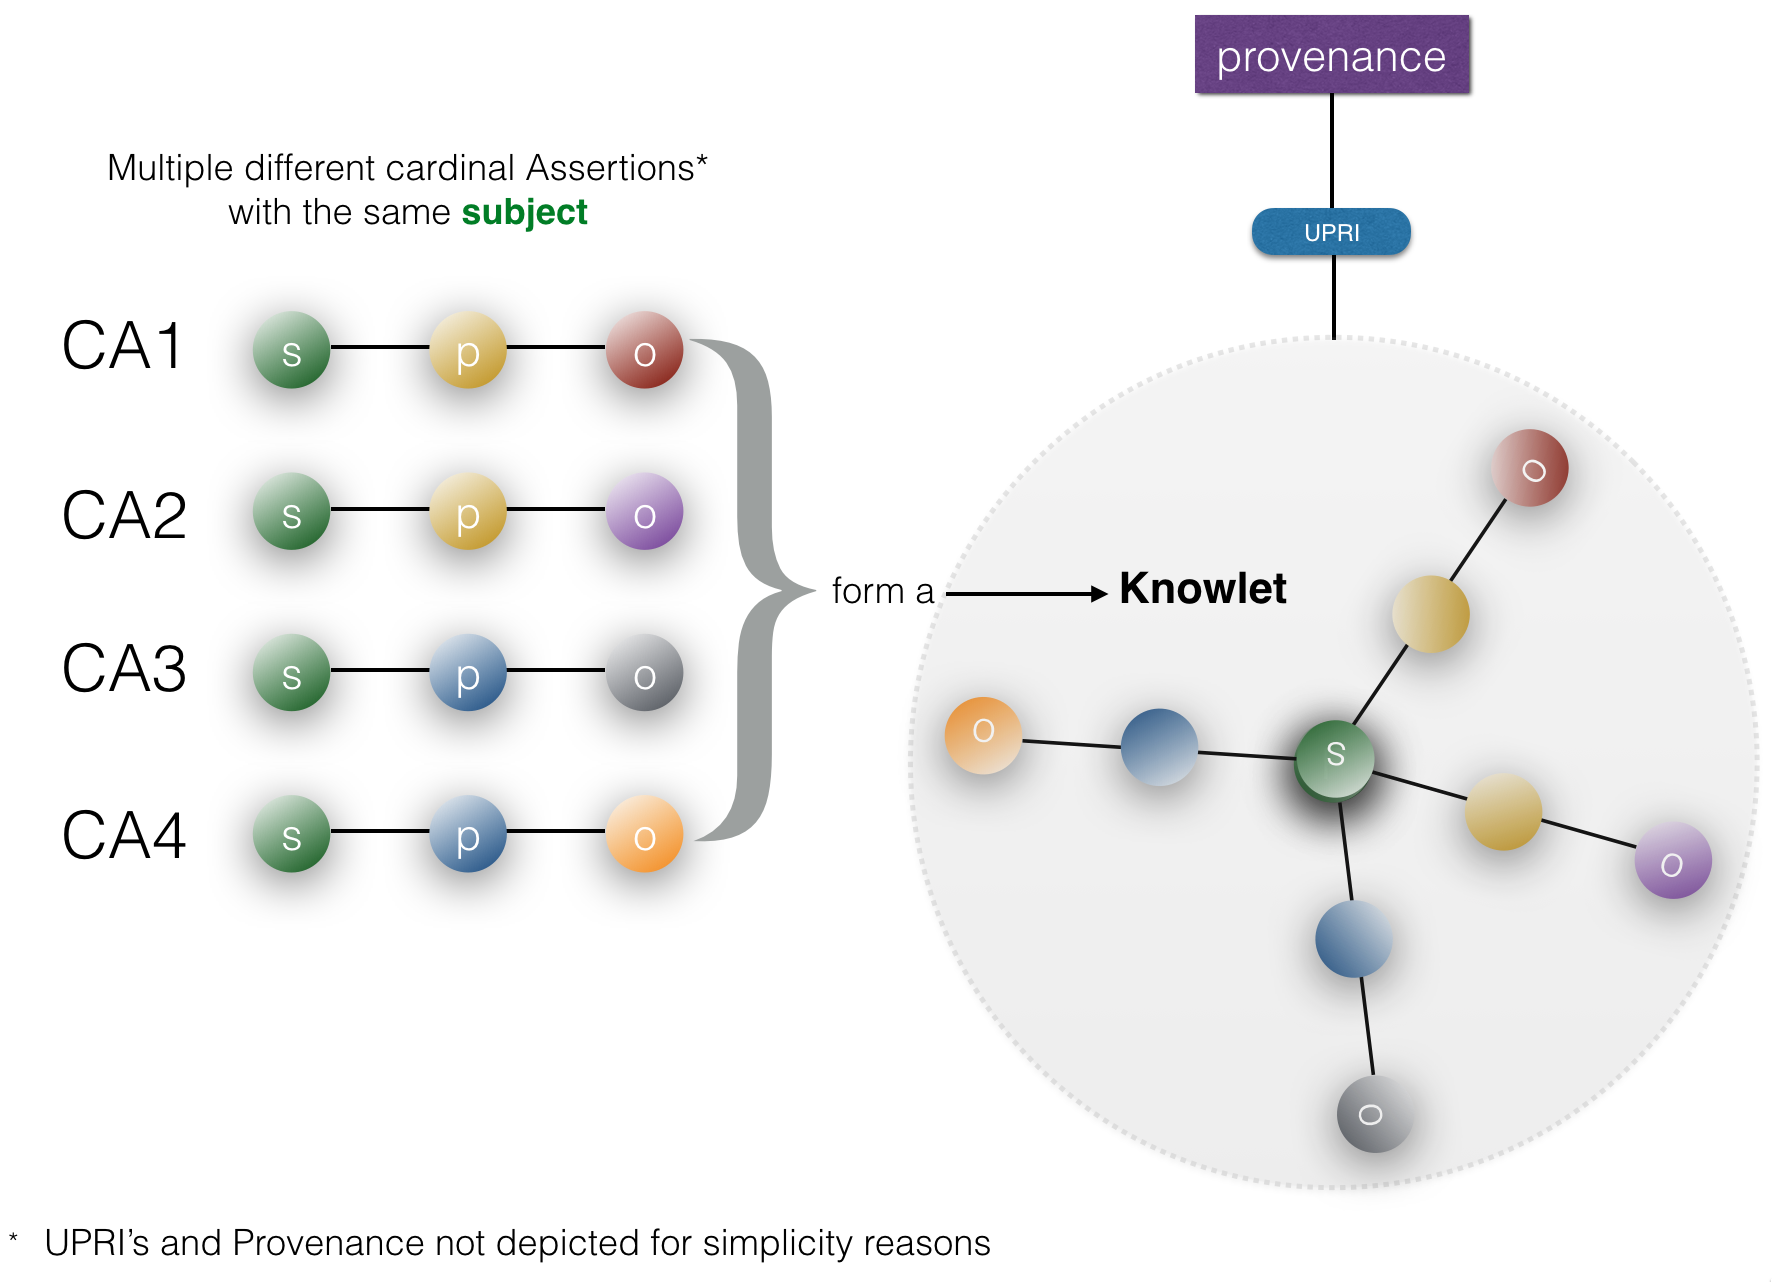 provenance
UPRI
Multiple different cardinal Assertions*
with the same subject
CA1 s p o
CA2 s p o
CA3 s p o
CA4 s p o
form a Knowlet
O
O
S
O
O
* UPRI's and Provenance not depicted for simplicity reasons